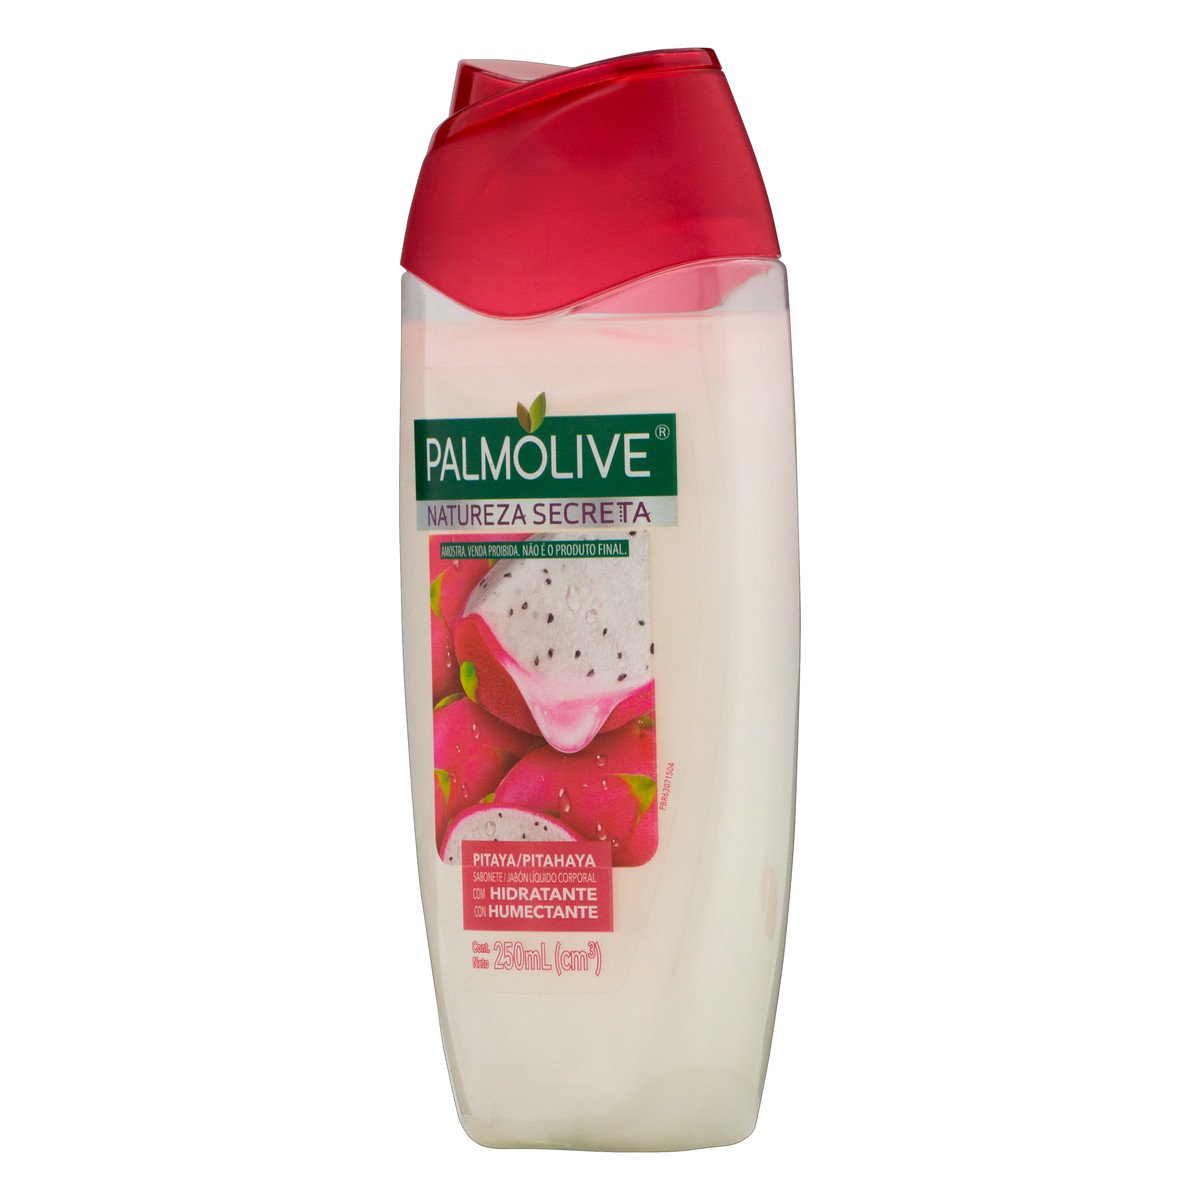 PALMOLIVE®
NATUREZA SECRETA
AMOSTRA. VENDA PROIBIDA. NÃO É O PRODUTO FINAL.
PBR63071504
PITAYA/PITAHAYA
SABONETE/JABÓN LÍQUIDO CORPORAL
COM HIDRATANTE
CON HUMECTANTE
Cont.
Neto 250mL (cm³)